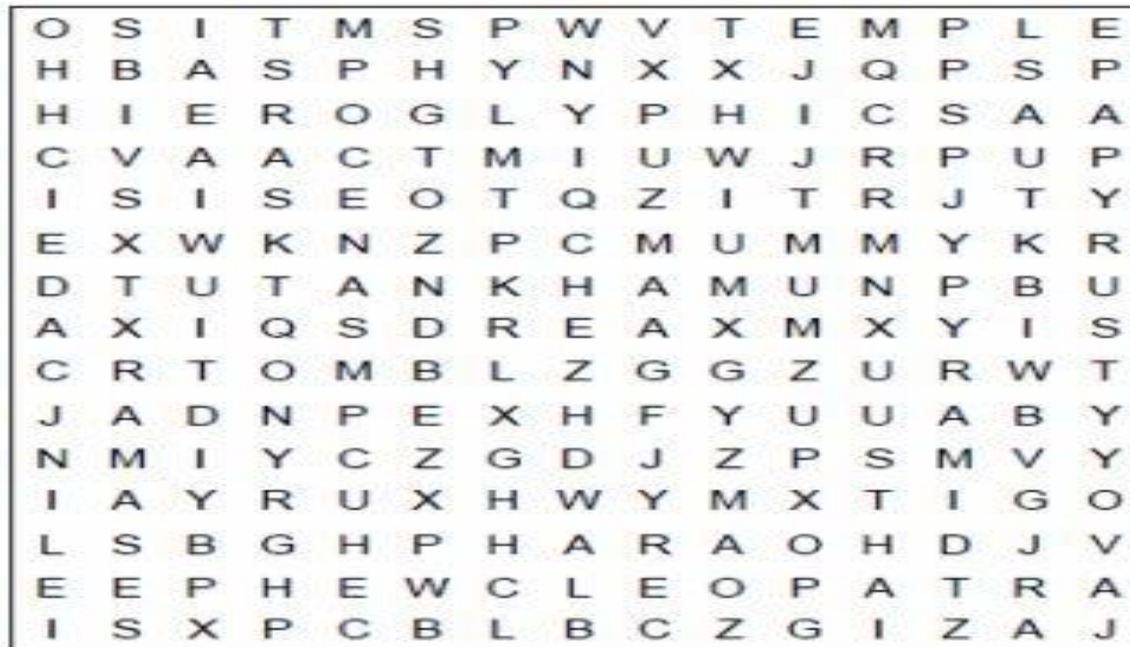 O S I T M S P W V T E M P L E
H B A S P H Y N X X J Q P S P
H I E R O G L Y P H I C S A A
C V A A C T M I U W J R P U P
I S I S E O T Q Z I T R J T Y
E X W K N Z P C M U M M Y K R
D T U T A N K H A M U N P B U
A X I Q S D R E A X M X Y I S
C R T O M B L Z G G Z U R W T
J A D N P E X H F Y U U A B Y
N M I Y C Z G D J Z P S M V Y
I A Y R U X H W Y M X T I G O
L S B G H P H A R A O H D J V
E E P H E W C L E O P A T R A
I S X P C B L B C Z G I Z A J